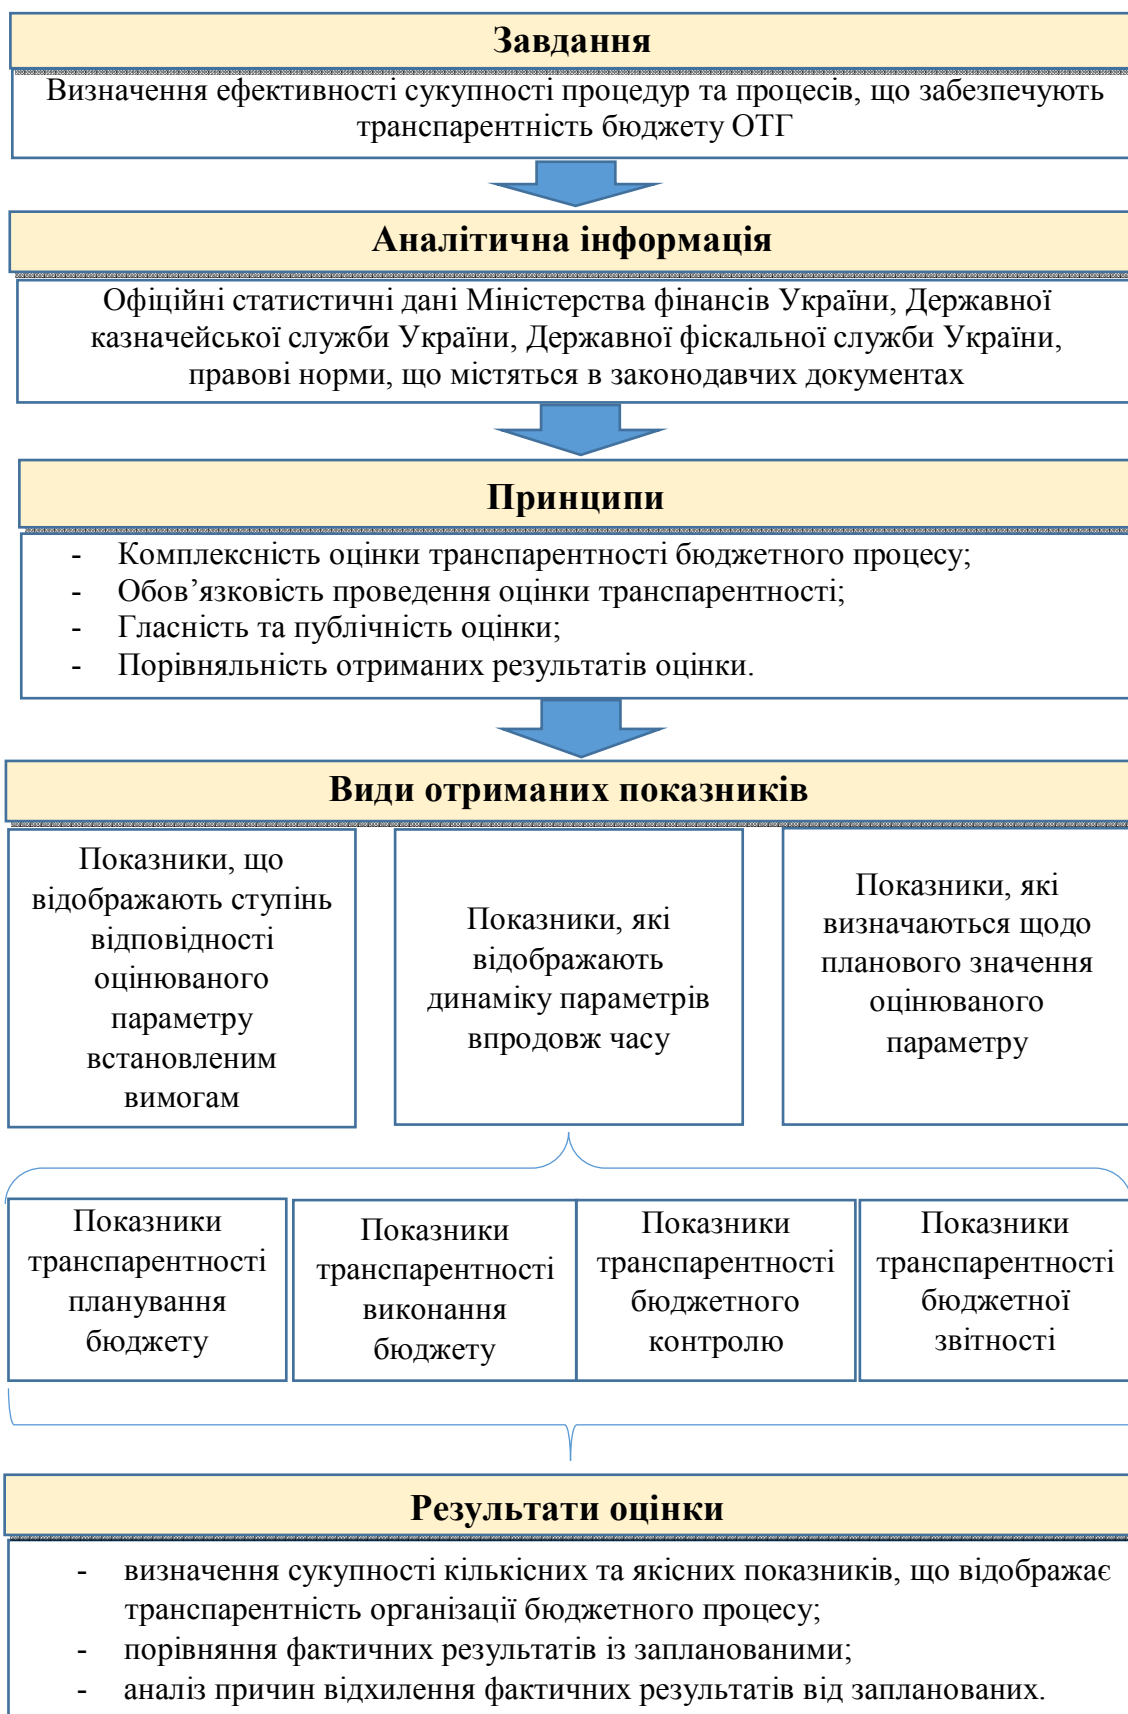 Завдання
Визначення ефективності сукупності процедур та процесів, що забезпечують
транспарентність бюджету ОТГ
Аналітична інформація
Офіційні статистичні дані Міністерства фінансів України, Державної
казначейської служби України, Державної фіскальної служби України,
правові норми, що містяться в законодавчих документах
Принципи
- Комплексність оцінки транспарентності бюджетного процесу;
- Обов’язковість проведення оцінки транспарентності;
- Гласність та публічність оцінки;
- Порівняльність отриманих результатів оцінки.
Види отриманих показників
Показники, що
відображають ступінь
відповідності
оцінюваного
параметру
встановленим
вимогам
Показники, які
відображають
динаміку параметрів
впродовж часу
Показники, які
визначаються щодо
планового значення
оцінюваного
параметру
Показники
транспарентності
планування
бюджету
Показники
транспарентності
виконання
бюджету
Показники
транспарентності
бюджетного
контролю
Показники
транспарентності
бюджетної
звітності
Результати оцінки
- визначення сукупності кількісних та якісних показників, що відображає
транспарентність організації бюджетного процесу;
- порівняння фактичних результатів із запланованими;
- аналіз причин відхилення фактичних результатів від запланованих.